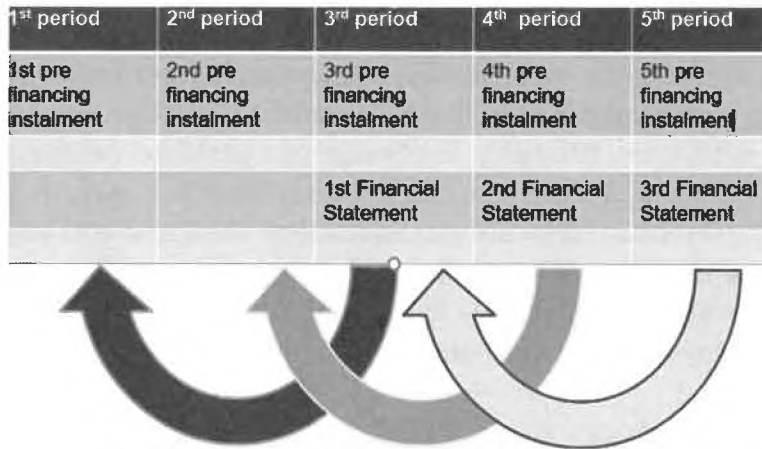 1st period 2nd period 3rd period 4th period 5th period
1st pre financing instalment 2nd pre financing instalment 3rd pre financing instalment 4th pre financing instalment 5th pre financing instalment
1st Financial Statement 2nd Financial Statement 3rd Financial Statement